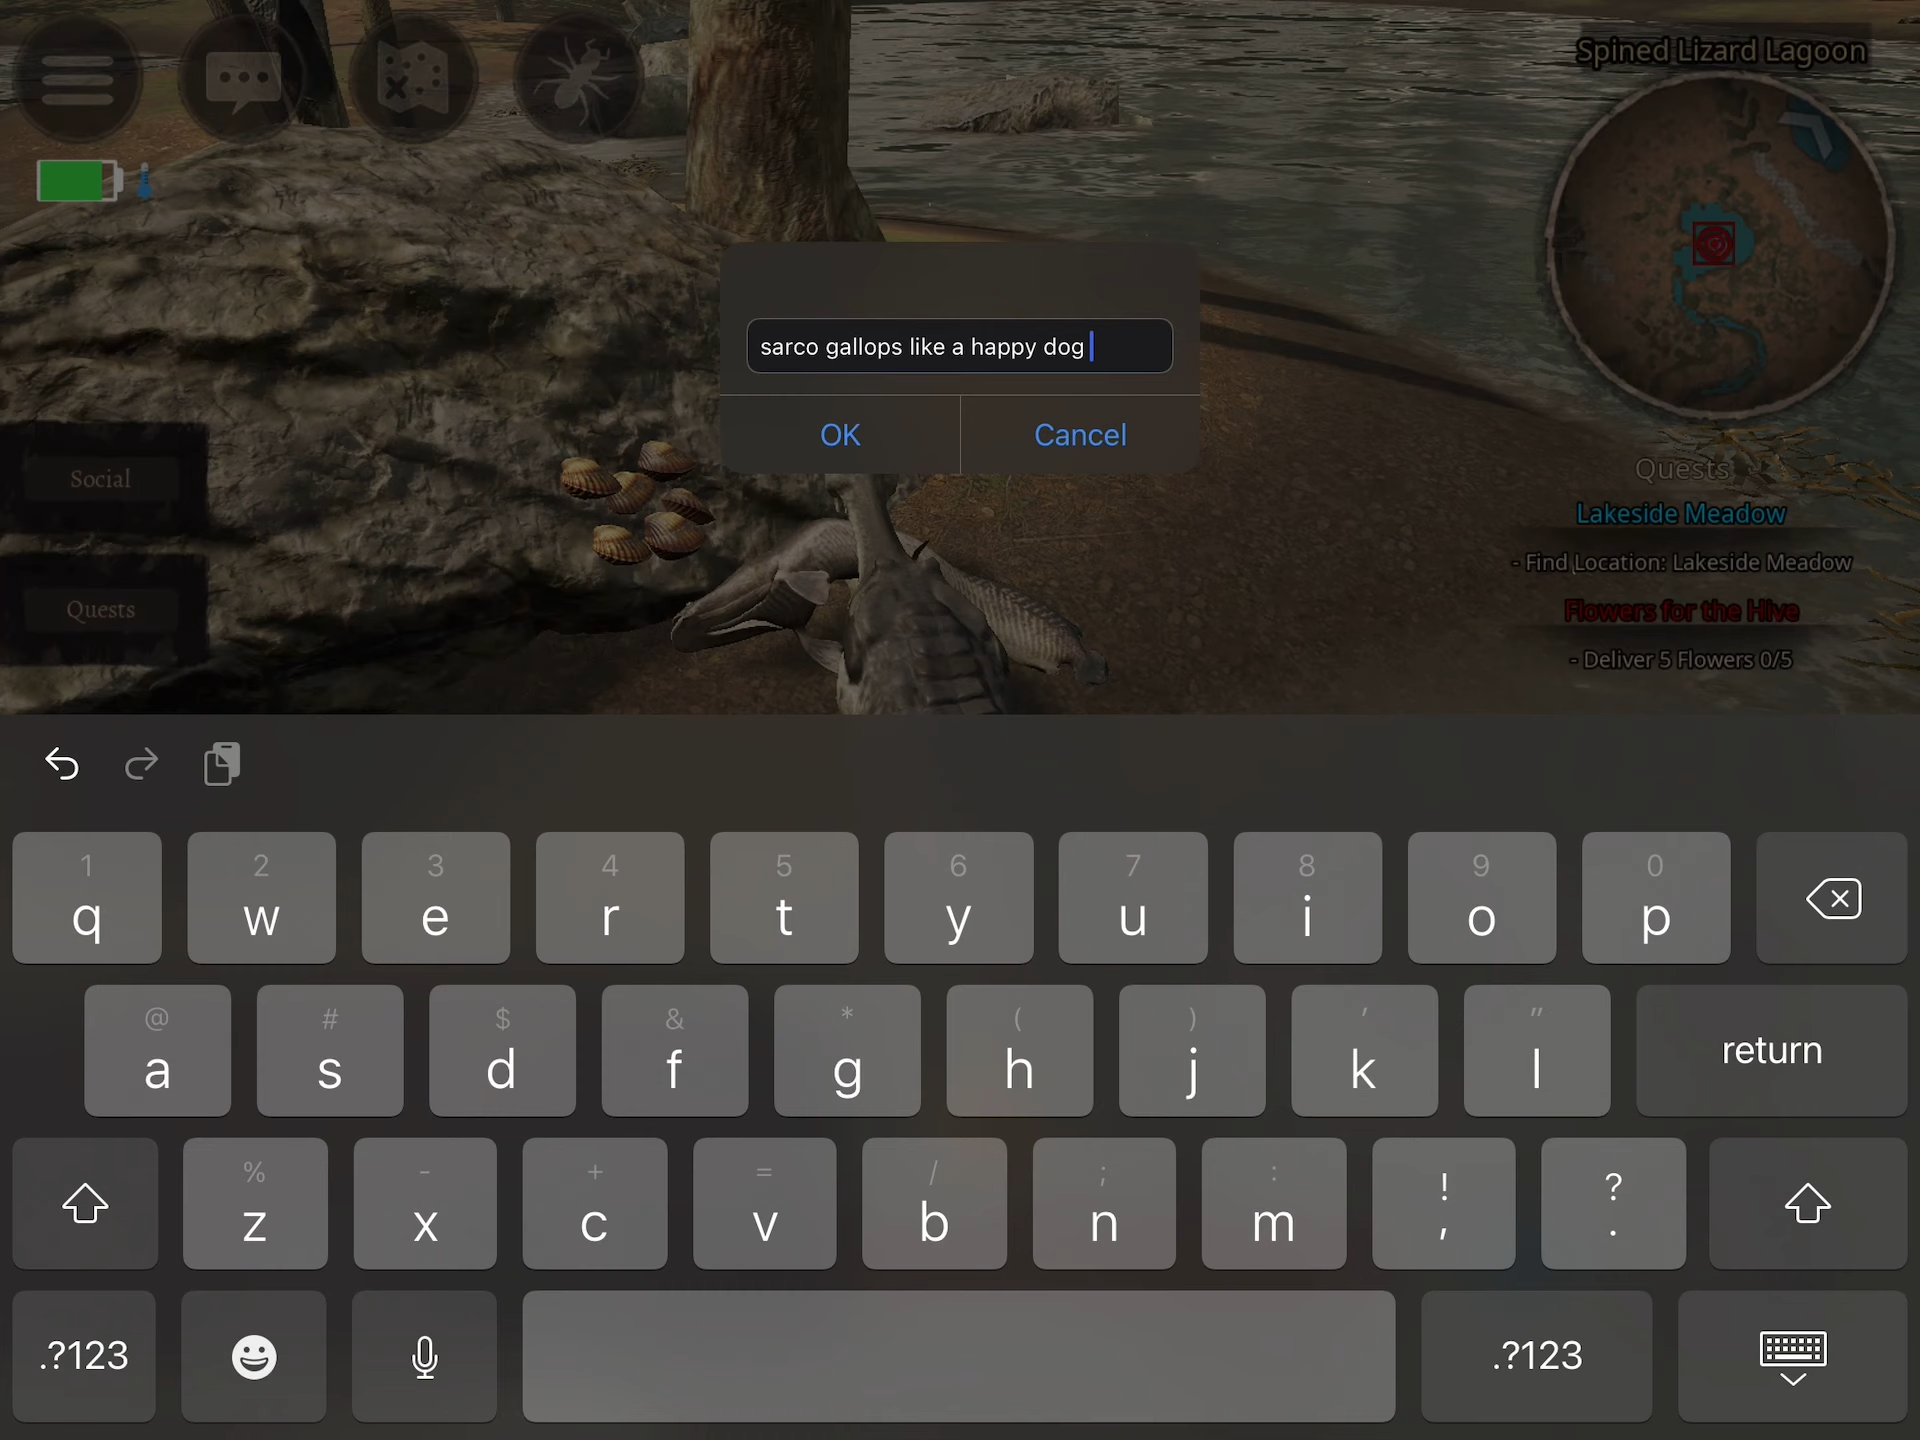 Spined Lizard Lagoon
sarco gallops like a happy dog
OK
Cancel
Social
Quests
Quests
Lakeside Meadow
- Find Location: Lakeside Meadow
Flowers for the Hive
- Deliver 5 Flowers 0/5
1 2 3 4 5 6 7 8 9 0
q w e r t y u i o p
@ # $ & * ( ) ' "
a s d f g h j k l return
% - + = / ; : ! ?
z x c v b n m , .
.?123 .?123